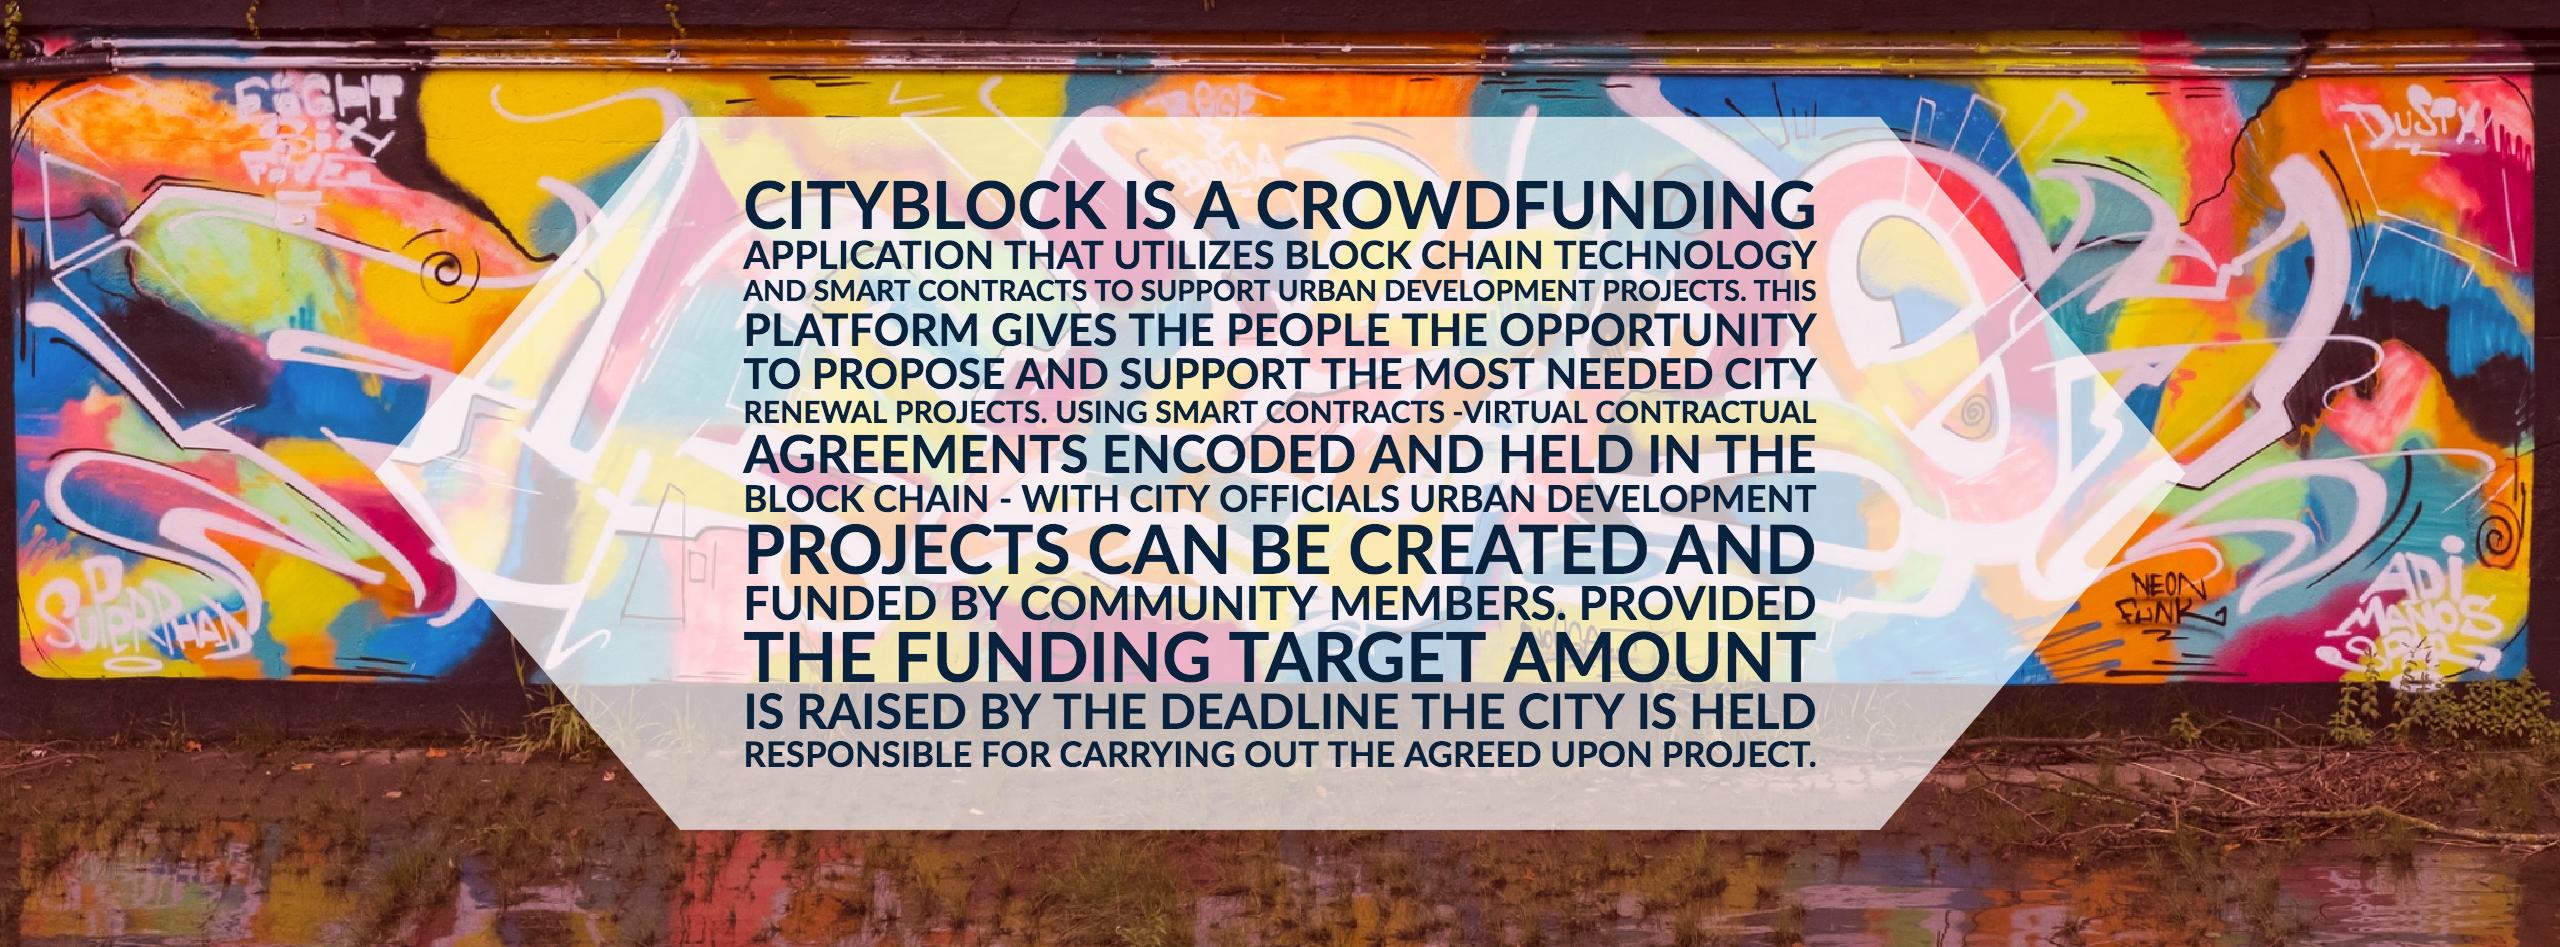 EIGHT
SIX
FIVE
DUSTY
CITYBLOCK IS A CROWDFUNDING
APPLICATION THAT UTILIZES BLOCK CHAIN TECHNOLOGY
AND SMART CONTRACTS TO SUPPORT URBAN DEVELOPMENT PROJECTS. THIS
PLATFORM GIVES THE PEOPLE THE OPPORTUNITY
TO PROPOSE AND SUPPORT THE MOST NEEDED CITY
RENEWAL PROJECTS. USING SMART CONTRACTS -VIRTUAL CONTRACTUAL
AGREEMENTS ENCODED AND HELD IN THE
BLOCK CHAIN - WITH CITY OFFICIALS URBAN DEVELOPMENT
PROJECTS CAN BE CREATED AND
FUNDED BY COMMUNITY MEMBERS. PROVIDED
THE FUNDING TARGET AMOUNT
IS RAISED BY THE DEADLINE THE CITY IS HELD
RESPONSIBLE FOR CARRYING OUT THE AGREED UPON PROJECT.
NEON
FUNK
ADI